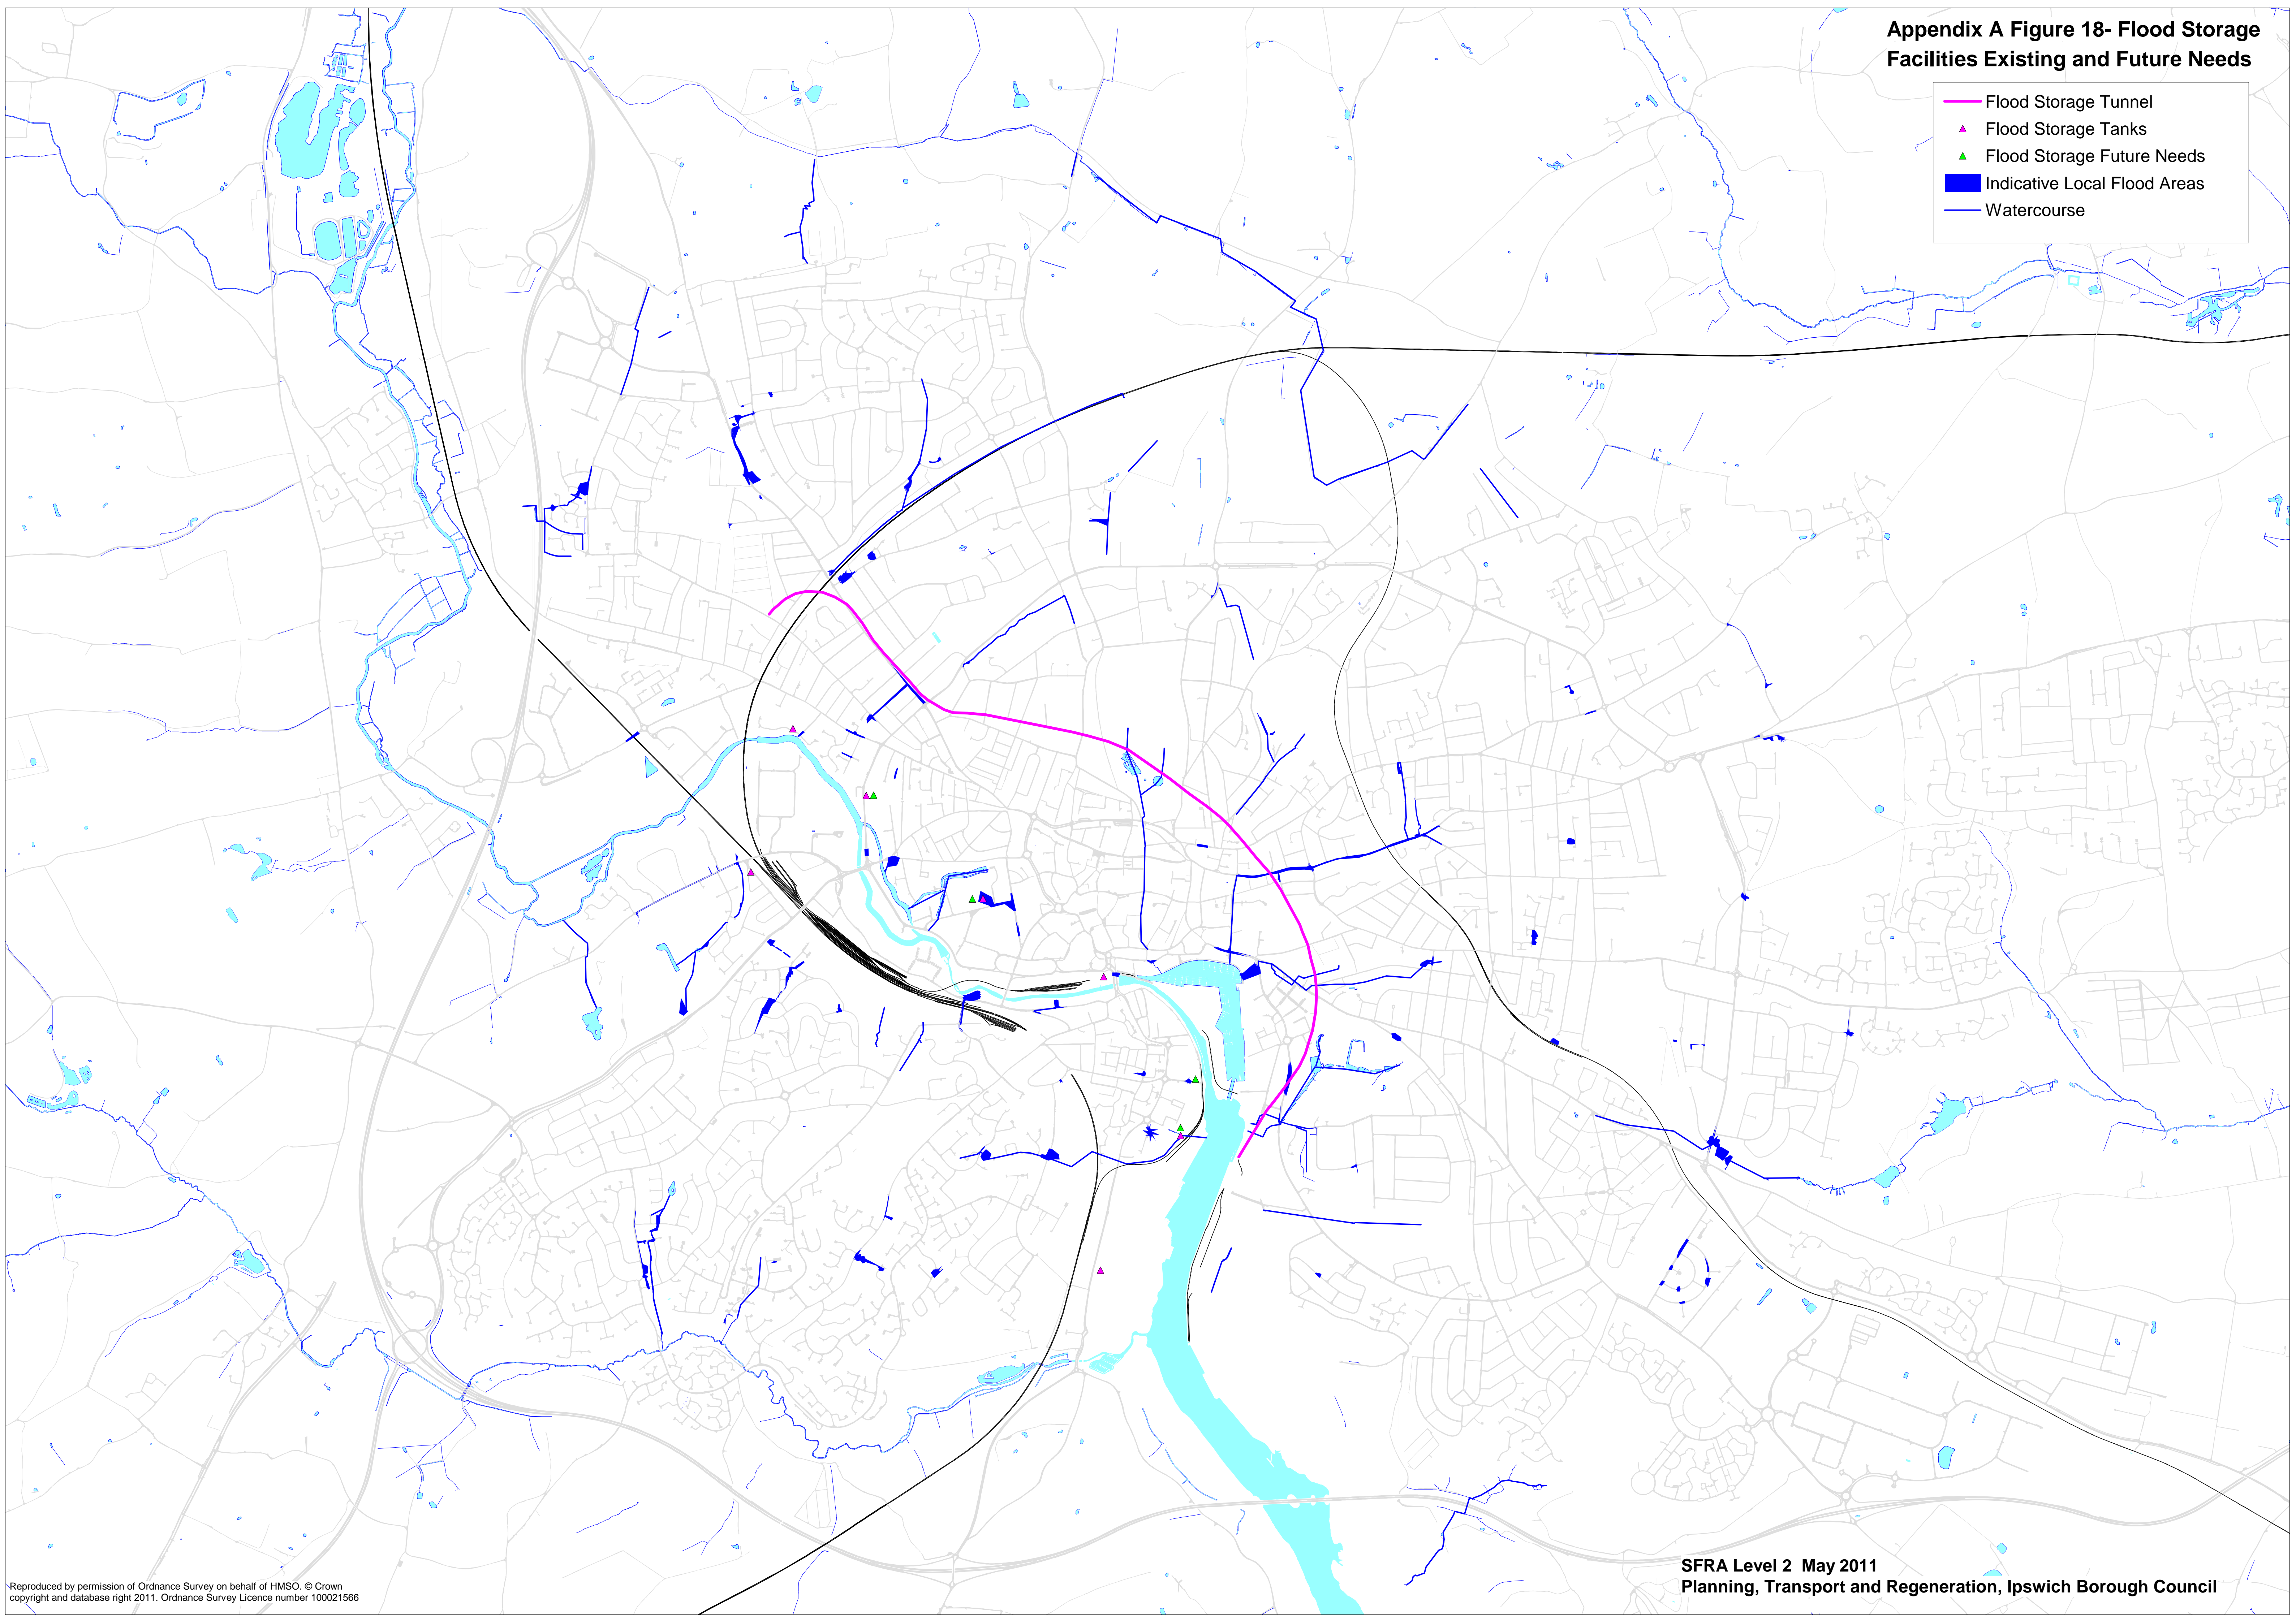 Appendix A Figure 18- Flood Storage
Facilities Existing and Future Needs
Flood Storage Tunnel
Flood Storage Tanks
Flood Storage Future Needs
Indicative Local Flood Areas
Watercourse
SFRA Level 2 May 2011
Planning, Transport and Regeneration, Ipswich Borough Council
Reproduced by permission of Ordnance Survey on behalf of HMSO. © Crown
copyright and database right 2011. Ordnance Survey Licence number 100021566